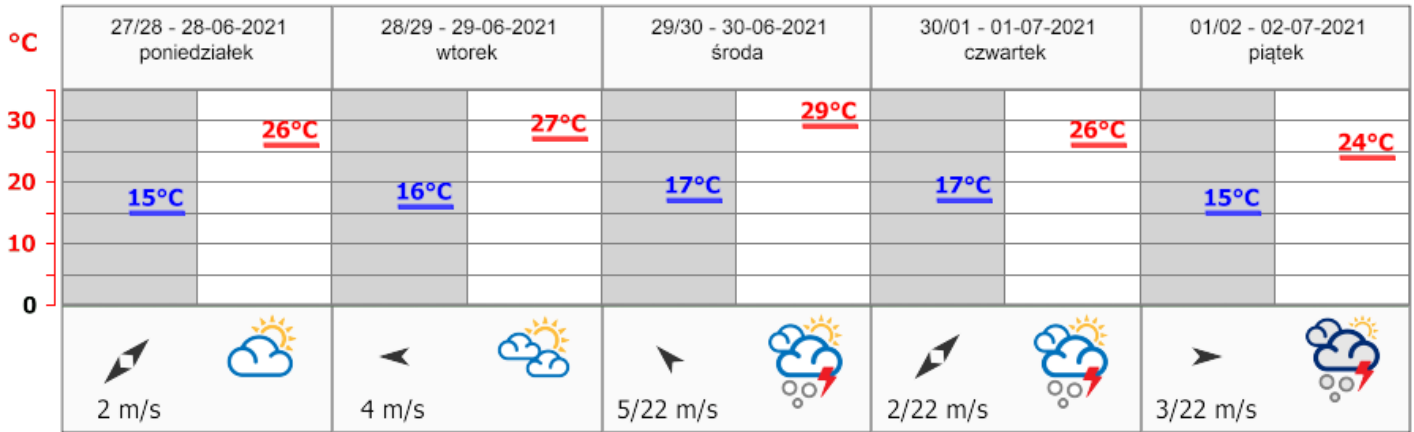 °C
27/28 - 28-06-2021
poniedziałek
28/29 - 29-06-2021
wtorek
29/30 - 30-06-2021
środa
30/01 - 01-07-2021
czwartek
01/02 - 02-07-2021
piątek
30
20
10
0
15°C
26°C
16°C
27°C
17°C
29°C
17°C
26°C
15°C
24°C
2 m/s
4 m/s
5/22 m/s
2/22 m/s
3/22 m/s